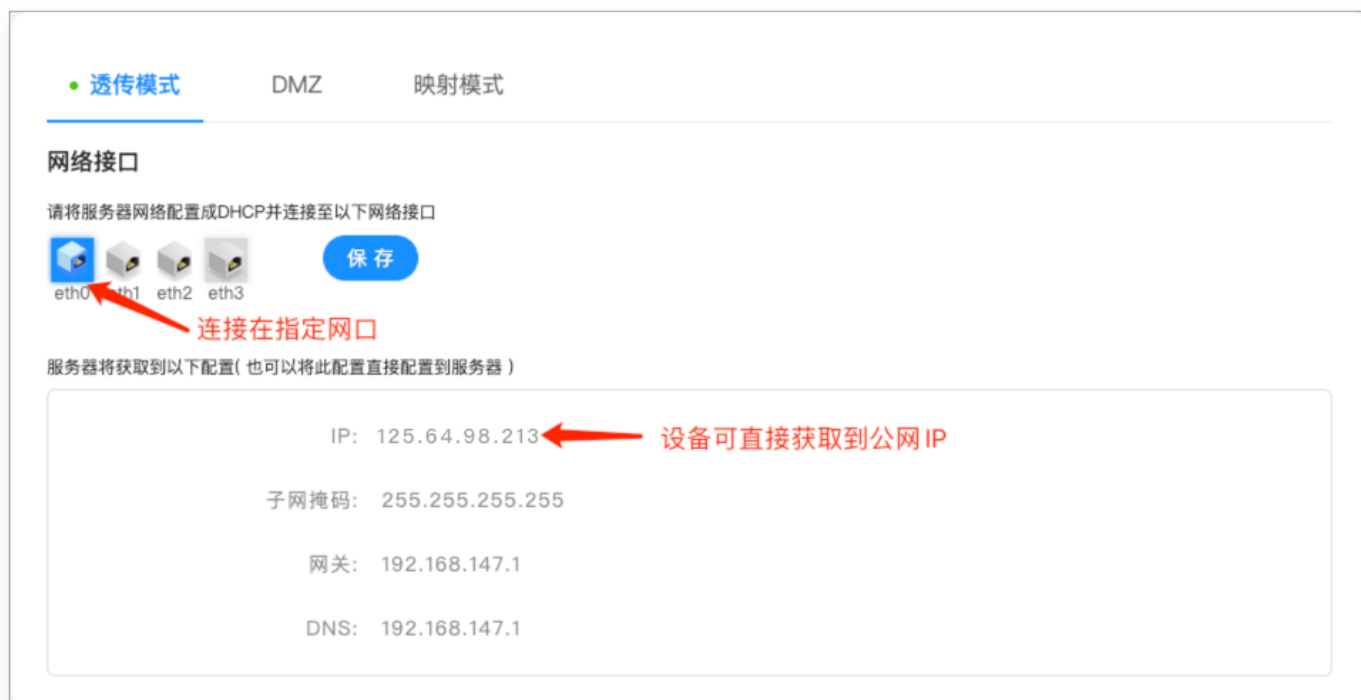 透传模式 DMZ 映射模式
网络接口
请将服务器网络配置成DHCP并连接至以下网络接口
保 存
eth0 eth1 eth2 eth3
连接在指定网口
服务器将获取到以下配置( 也可以将此配置直接配置到服务器 )
IP: 125.64.98.213 设备可直接获取到公网 IP
子网掩码: 255.255.255.255
网关: 192.168.147.1
DNS: 192.168.147.1